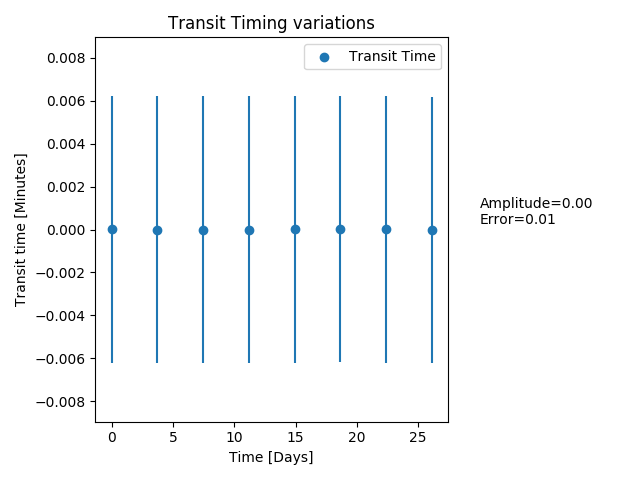 Transit Timing variations
Transit Time
0.008
0.006
0.004
0.002
0.000
−0.002
−0.004
−0.006
−0.008
Transit time [Minutes]
0 5 10 15 20 25
Time [Days]
Amplitude=0.00
Error=0.01